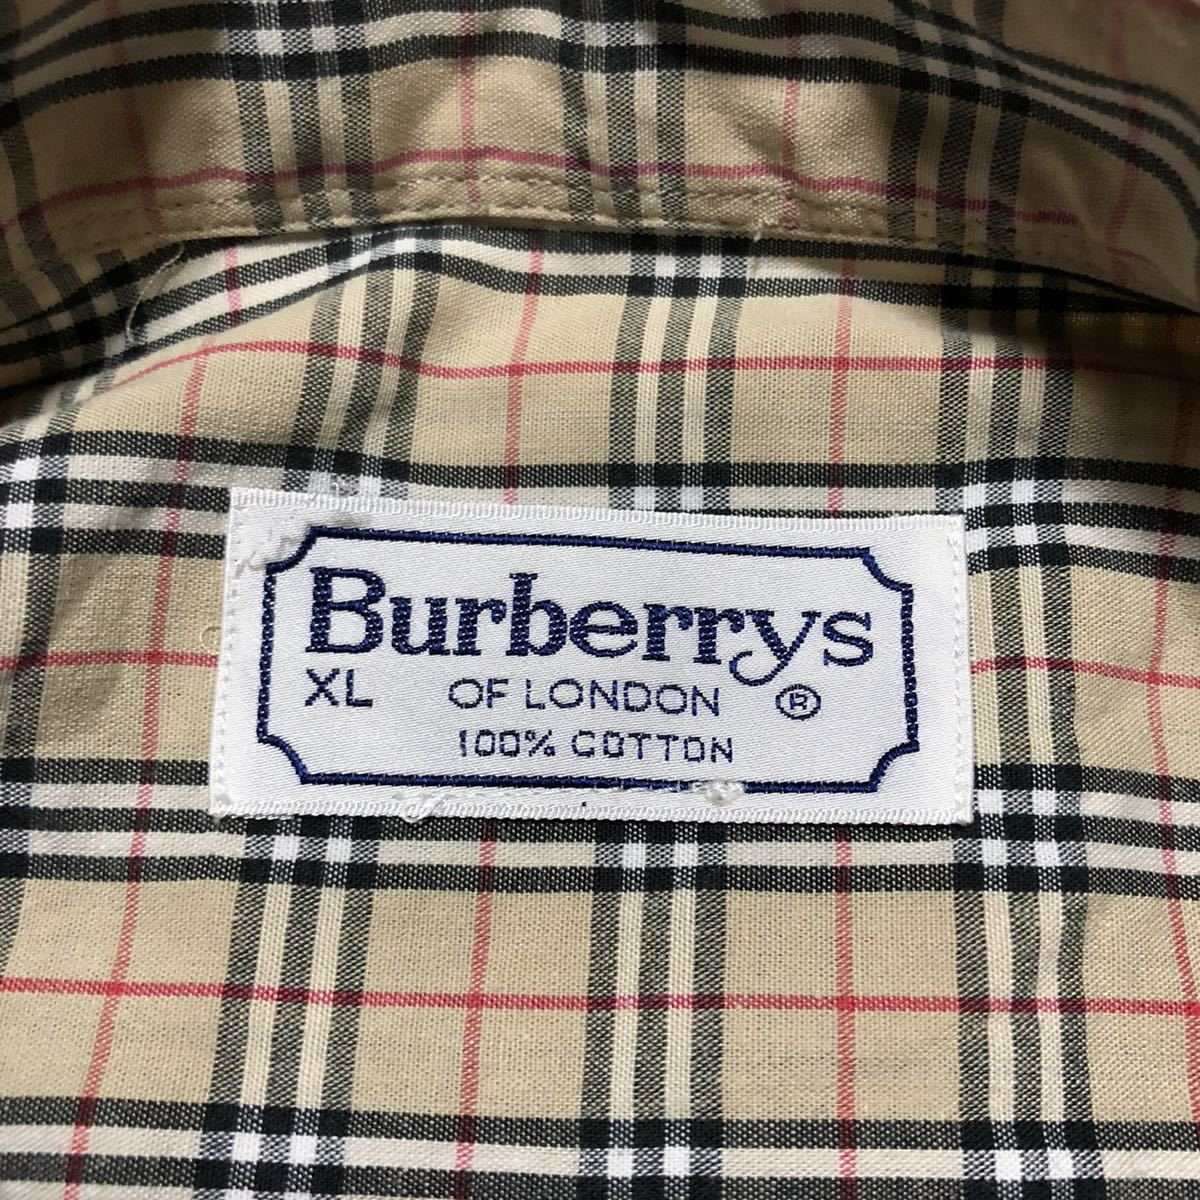 Burberrys
XL OF LONDON ®
100% COTTON